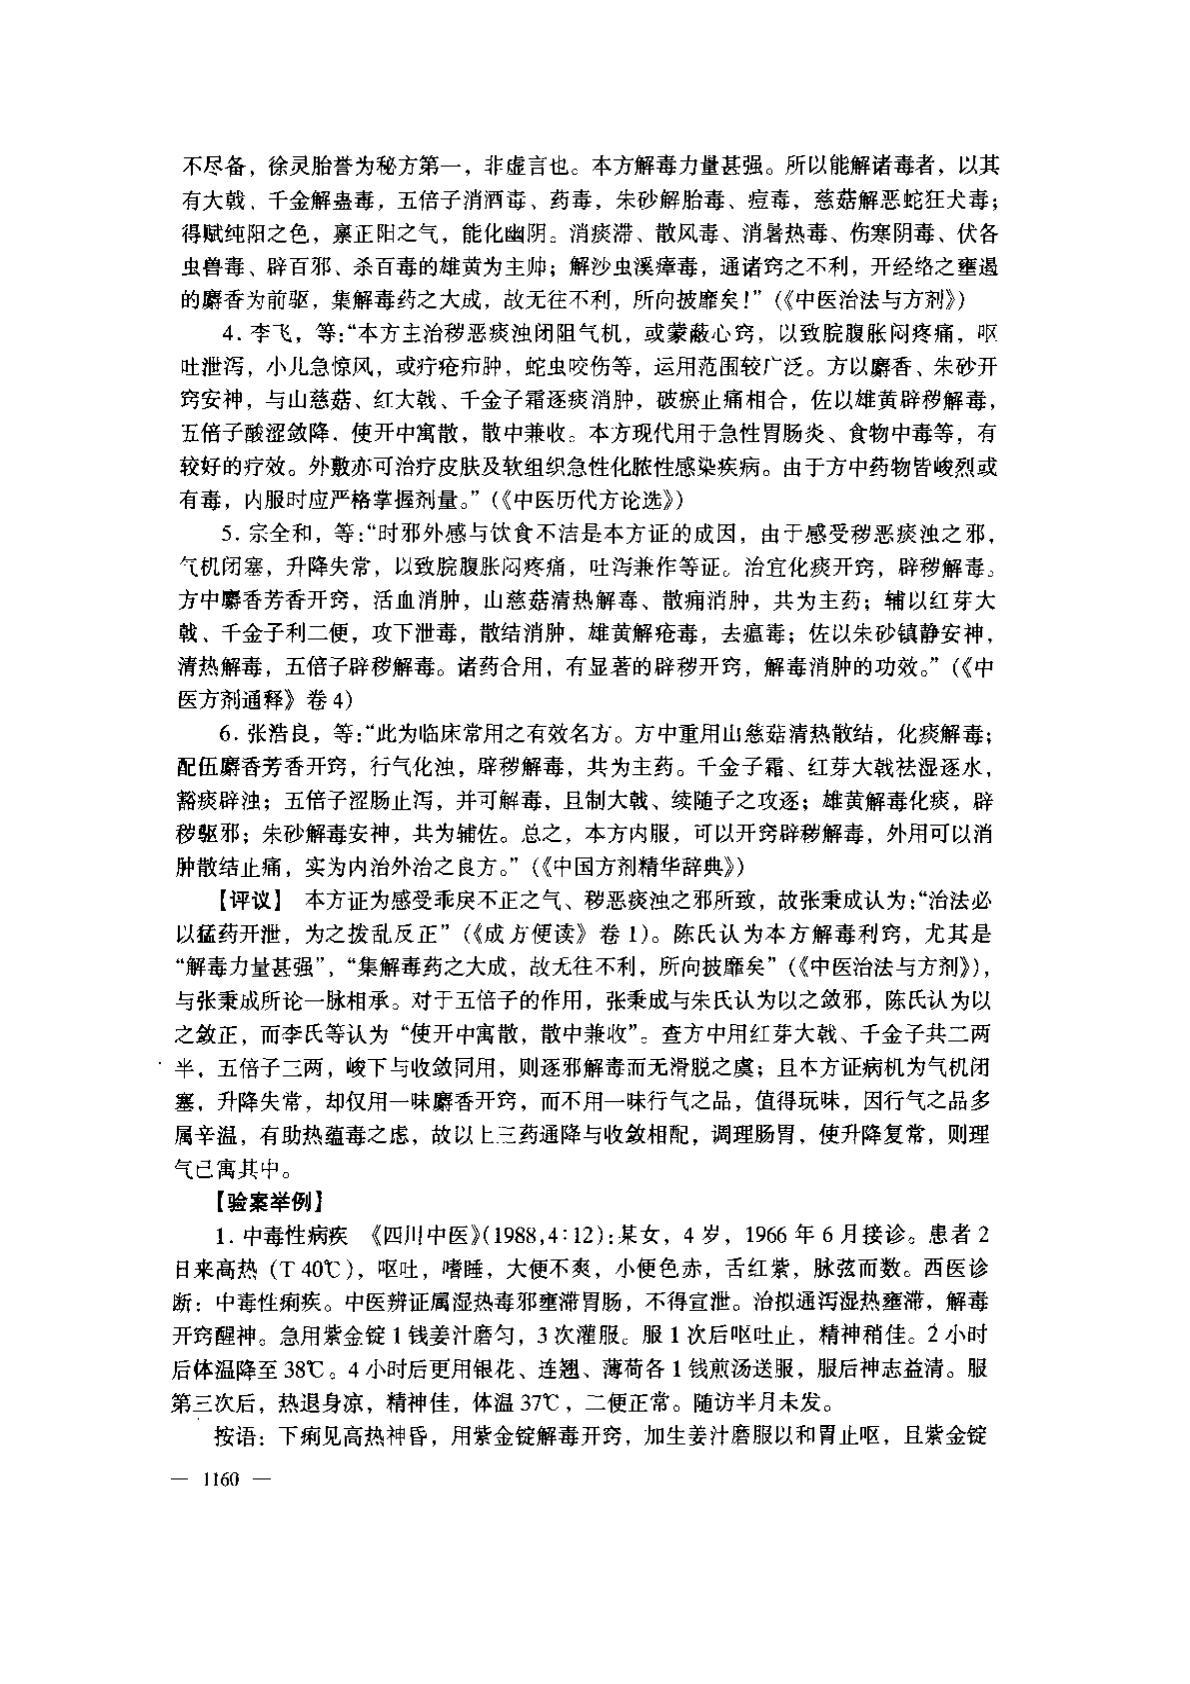 不尽备，徐灵胎誉为秘方第一，非虚言也。本方解毒力量甚强。所以能解诸毒者，以其
有大戟、千金解蛊毒，五倍子消酒毒、药毒，朱砂解胎毒、痘毒，慈菇解恶蛇狂犬毒；
得赋纯阳之色，禀正阳之气，能化幽阴。消痰滞、散风毒、消暑热毒、伤寒阴毒、伏各
虫兽毒、辟百邪、杀百毒的雄黄为主帅；解沙虫溪瘴毒，通诸窍之不利，开经络之壅遏
的麝香为前驱，集解毒药之大成，故无往不利，所向披靡矣！”(《中医治法与方剂》)
4. 李飞，等：“本方主治秽恶痰浊闭阻气机，或蒙蔽心窍，以致脘腹胀闷疼痛，呕
吐泄泻，小儿急惊风，或疔疮疖肿，蛇虫咬伤等，运用范围较广泛。方以麝香、朱砂开
窍安神，与山慈菇、红大戟、千金子霜逐痰消肿，破瘀止痛相合，佐以雄黄辟秽解毒，
五倍子酸涩敛降，使开中寓散，散中兼收。本方现代用于急性胃肠炎、食物中毒等，有
较好的疗效。外敷亦可治疗皮肤及软组织急性化脓性感染疾病。由于方中药物皆峻烈或
有毒，内服时应严格掌握剂量。”(《中医历代方论选》)
5. 宗全和，等：“时邪外感与饮食不洁是本方证的成因，由于感受秽恶痰浊之邪，
气机闭塞，升降失常，以致脘腹胀闷疼痛，吐泻兼作等证。治宜化痰开窍，辟秽解毒。
方中麝香芳香开窍，活血消肿，山慈菇清热解毒、散痈消肿，共为主药；辅以红芽大
戟、千金子利二便，攻下泄毒，散结消肿，雄黄解疮毒，去瘟毒；佐以朱砂镇静安神，
清热解毒，五倍子辟秽解毒。诸药合用，有显著的辟秽开窍，解毒消肿的功效。”(《中
医方剂通释》卷 4)
6. 张浩良，等：“此为临床常用之有效名方。方中重用山慈菇清热散结，化痰解毒；
配伍麝香芳香开窍，行气化浊，辟秽解毒，共为主药。千金子霜、红芽大戟祛湿逐水，
豁痰辟浊；五倍子涩肠止泻，并可解毒，且制大戟、续随子之攻逐；雄黄解毒化痰，辟
秽驱邪；朱砂解毒安神，共为辅佐。总之，本方内服，可以开窍辟秽解毒，外用可以消
肿散结止痛，实为内治外治之良方。”(《中国方剂精华辞典》)
【评议】 本方证为感受乖戾不正之气、秽恶痰浊之邪所致，故张秉成认为：“治法必
以猛药开泄，为之拨乱反正”(《成方便读》卷 1)。陈氏认为本方解毒利窍，尤其是
“解毒力量甚强”，“集解毒药之大成，故无往不利，所向披靡矣”(《中医治法与方剂》)，
与张秉成所论一脉相承。对于五倍子的作用，张秉成与朱氏认为以之敛邪，陈氏认为以
之敛正，而李氏等认为“使开中寓散，散中兼收”。查方中用红芽大戟、千金子共二两
半，五倍子三两，峻下与收敛同用，则逐邪解毒而无滑脱之虞；且本方证病机为气机闭
塞，升降失常，却仅用一味麝香开窍，而不用一味行气之品，值得玩味，因行气之品多
属辛温，有助热蕴毒之虑，故以上三药通降与收敛相配，调理肠胃，使升降复常，则理
气已寓其中。
【验案举例】
1. 中毒性痢疾 《四川中医》(1988,4：12)：某女，4 岁，1966 年 6 月接诊。患者 2
日来高热 (T 40℃)，呕吐，嗜睡，大便不爽，小便色赤，舌红紫，脉弦而数。西医诊
断：中毒性痢疾。中医辨证属湿热毒邪壅滞胃肠，不得宣泄。治拟通泻湿热壅滞，解毒
开窍醒神。急用紫金锭 1 钱姜汁磨匀，3 次灌服。服 1 次后呕吐止，精神稍佳。2 小时
后体温降至 38℃。4 小时后更用银花、连翘、薄荷各 1 钱煎汤送服，服后神志益清。服
第三次后，热退身凉，精神佳，体温 37℃，二便正常。随访半月未发。
按语：下痢见高热神昏，用紫金锭解毒开窍，加生姜汁磨服以和胃止呕，且紫金锭
— 1160 —